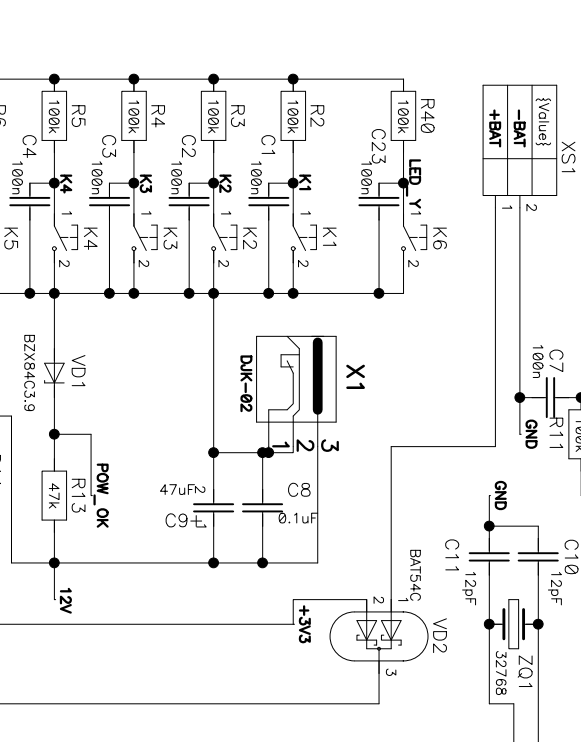 XS1
{Value}
-BAT
+BAT
1
2
R5
100k
R4
100k
R3
100k
R2
100k
R40
100k
C4
100n
K4
C3
100n
K3
C2
100n
K2
C1
100n
K1
C23
100n
LED_Y1
K5
1
K4
2
1
K3
2
1
K2
2
1
K1
2
K6
2
C7
100n
R11
100k
GND
VD1
BZX84C3.9
X1
DJK-02
1
2
3
POW_OK
R13
47k
47uF
2
C9
+
1
C8
0.1uF
GND
C11
12pF
C10
12pF
12V
+3V3
BAT54C
2
1
VD2
3
ZQ1
32768